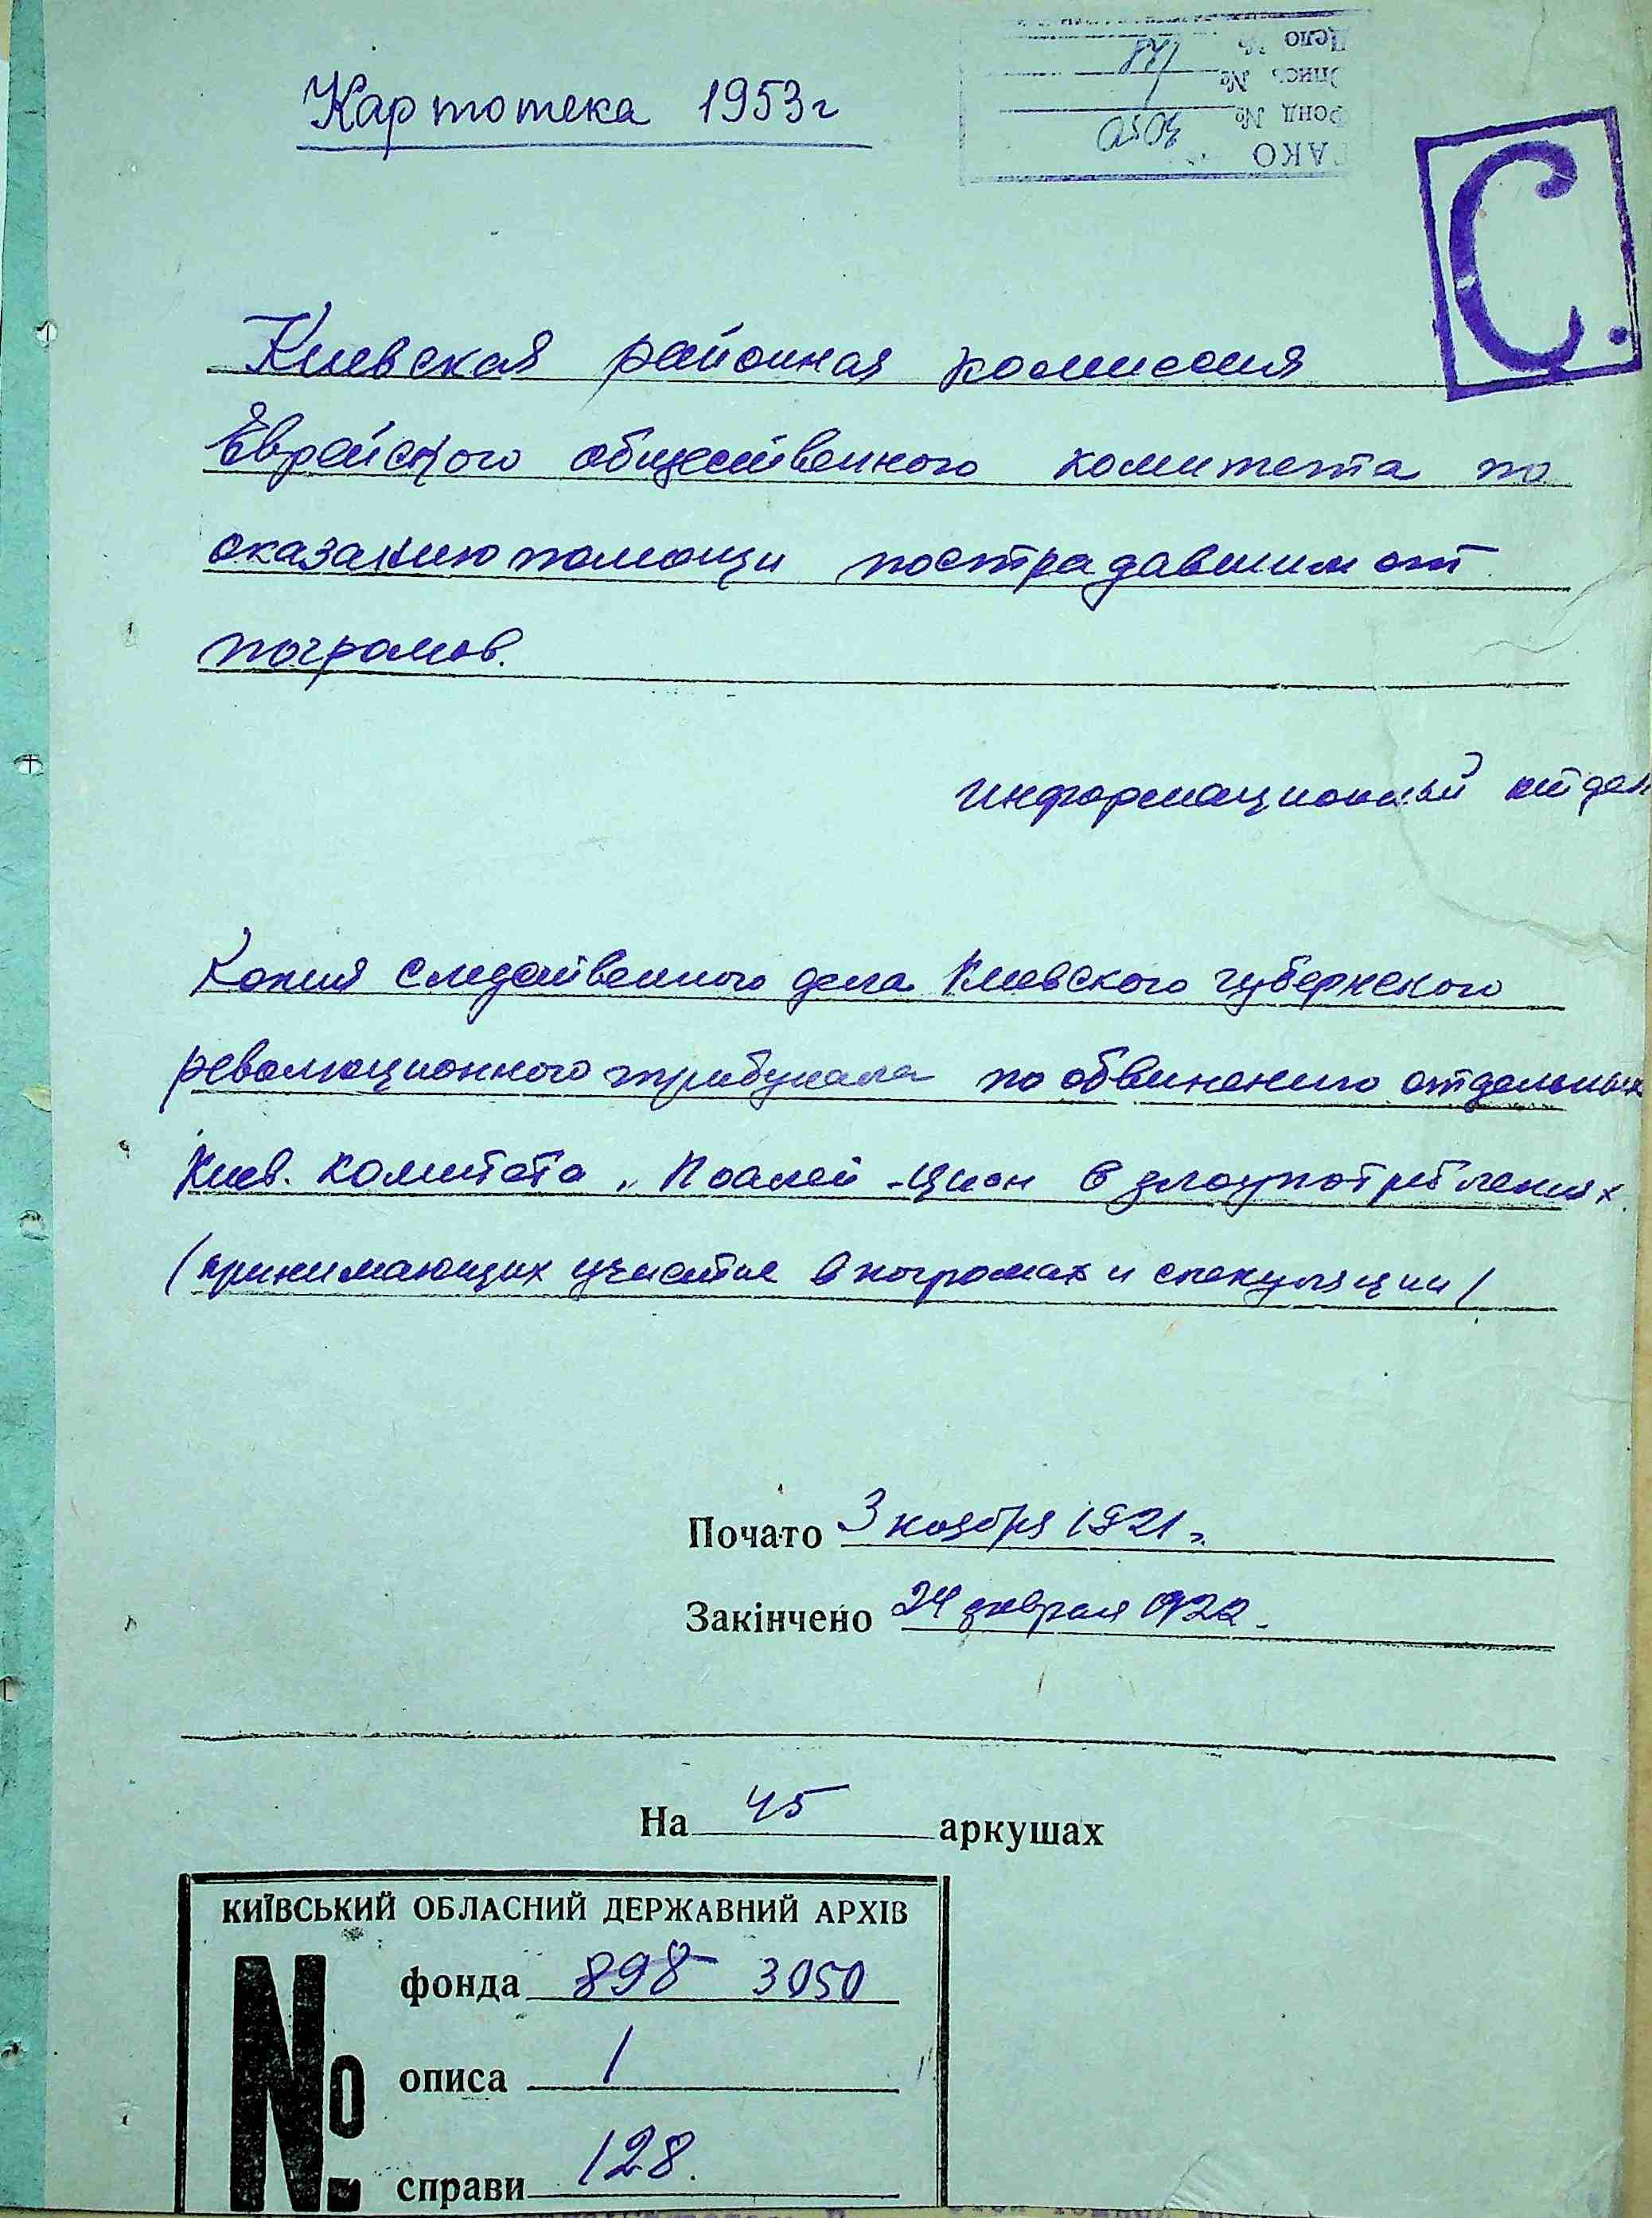 Картотека 1953г
ГАКО
Фонд № 3050
Опись № 1
Дело №
С.
Киевская районная комиссия
Еврейского общественного комитета по
оказанию помощи пострадавшим от
погромов.
Информационный отдел
Копия следственного дела Киевского губернского
революционного трибунала по обвинению отдельных
Киев. Комитета „Поалей-Цион в злоупотреблениях
(принимающих участие в погромах и спекуляции)
Почато 3 ноября 1921 г.
Закінчено 24 февраля 1922.
На 45 аркушах
КИЇВСЬКИЙ ОБЛАСНИЙ ДЕРЖАВНИЙ АРХІВ
№
фонда 898 3050
описа 1
справи 128.